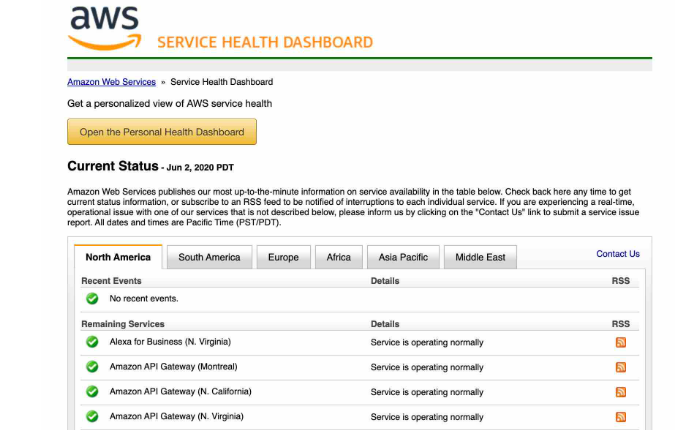 aws
SERVICE HEALTH DASHBOARD
Amazon Web Services » Service Health Dashboard
Get a personalized view of AWS service health
Open the Personal Health Dashboard
Current Status - Jun 2, 2020 PDT
Amazon Web Services publishes our most up-to-the-minute information on service availability in the table below. Check back here any time to get
current status information, or subscribe to an RSS feed to be notified of interruptions to each individual service. If you are experiencing a real-time,
operational issue with one of our services that is not described below, please inform us by clicking on the "Contact Us" link to submit a service issue
report. All dates and times are Pacific Time (PST/PDT).
North America South America Europe Africa Asia Pacific Middle East Contact Us
Recent Events Details RSS
No recent events.
Remaining Services Details RSS
Alexa for Business (N. Virginia) Service is operating normally
Amazon API Gateway (Montreal) Service is operating normally
Amazon API Gateway (N. California) Service is operating normally
Amazon API Gateway (N. Virginia) Service is operating normally